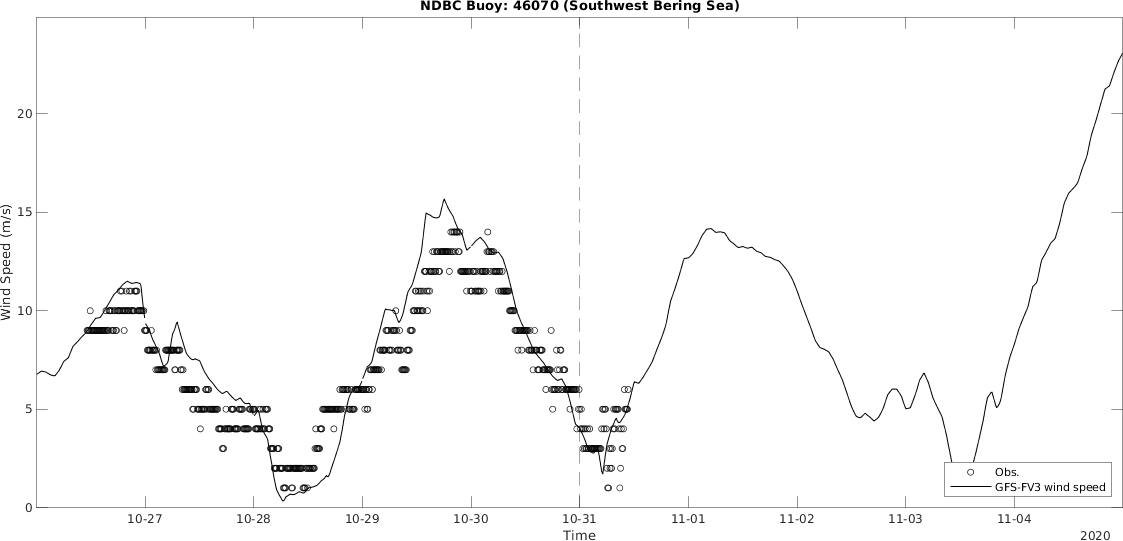 NDBC Buoy: 46070 (Southwest Bering Sea)
Wind Speed (m/s)
20
15
10
5
0
10-27 10-28 10-29 10-30 10-31 11-01 11-02 11-03 11-04
Time
2020
Obs.
GFS-FV3 wind speed